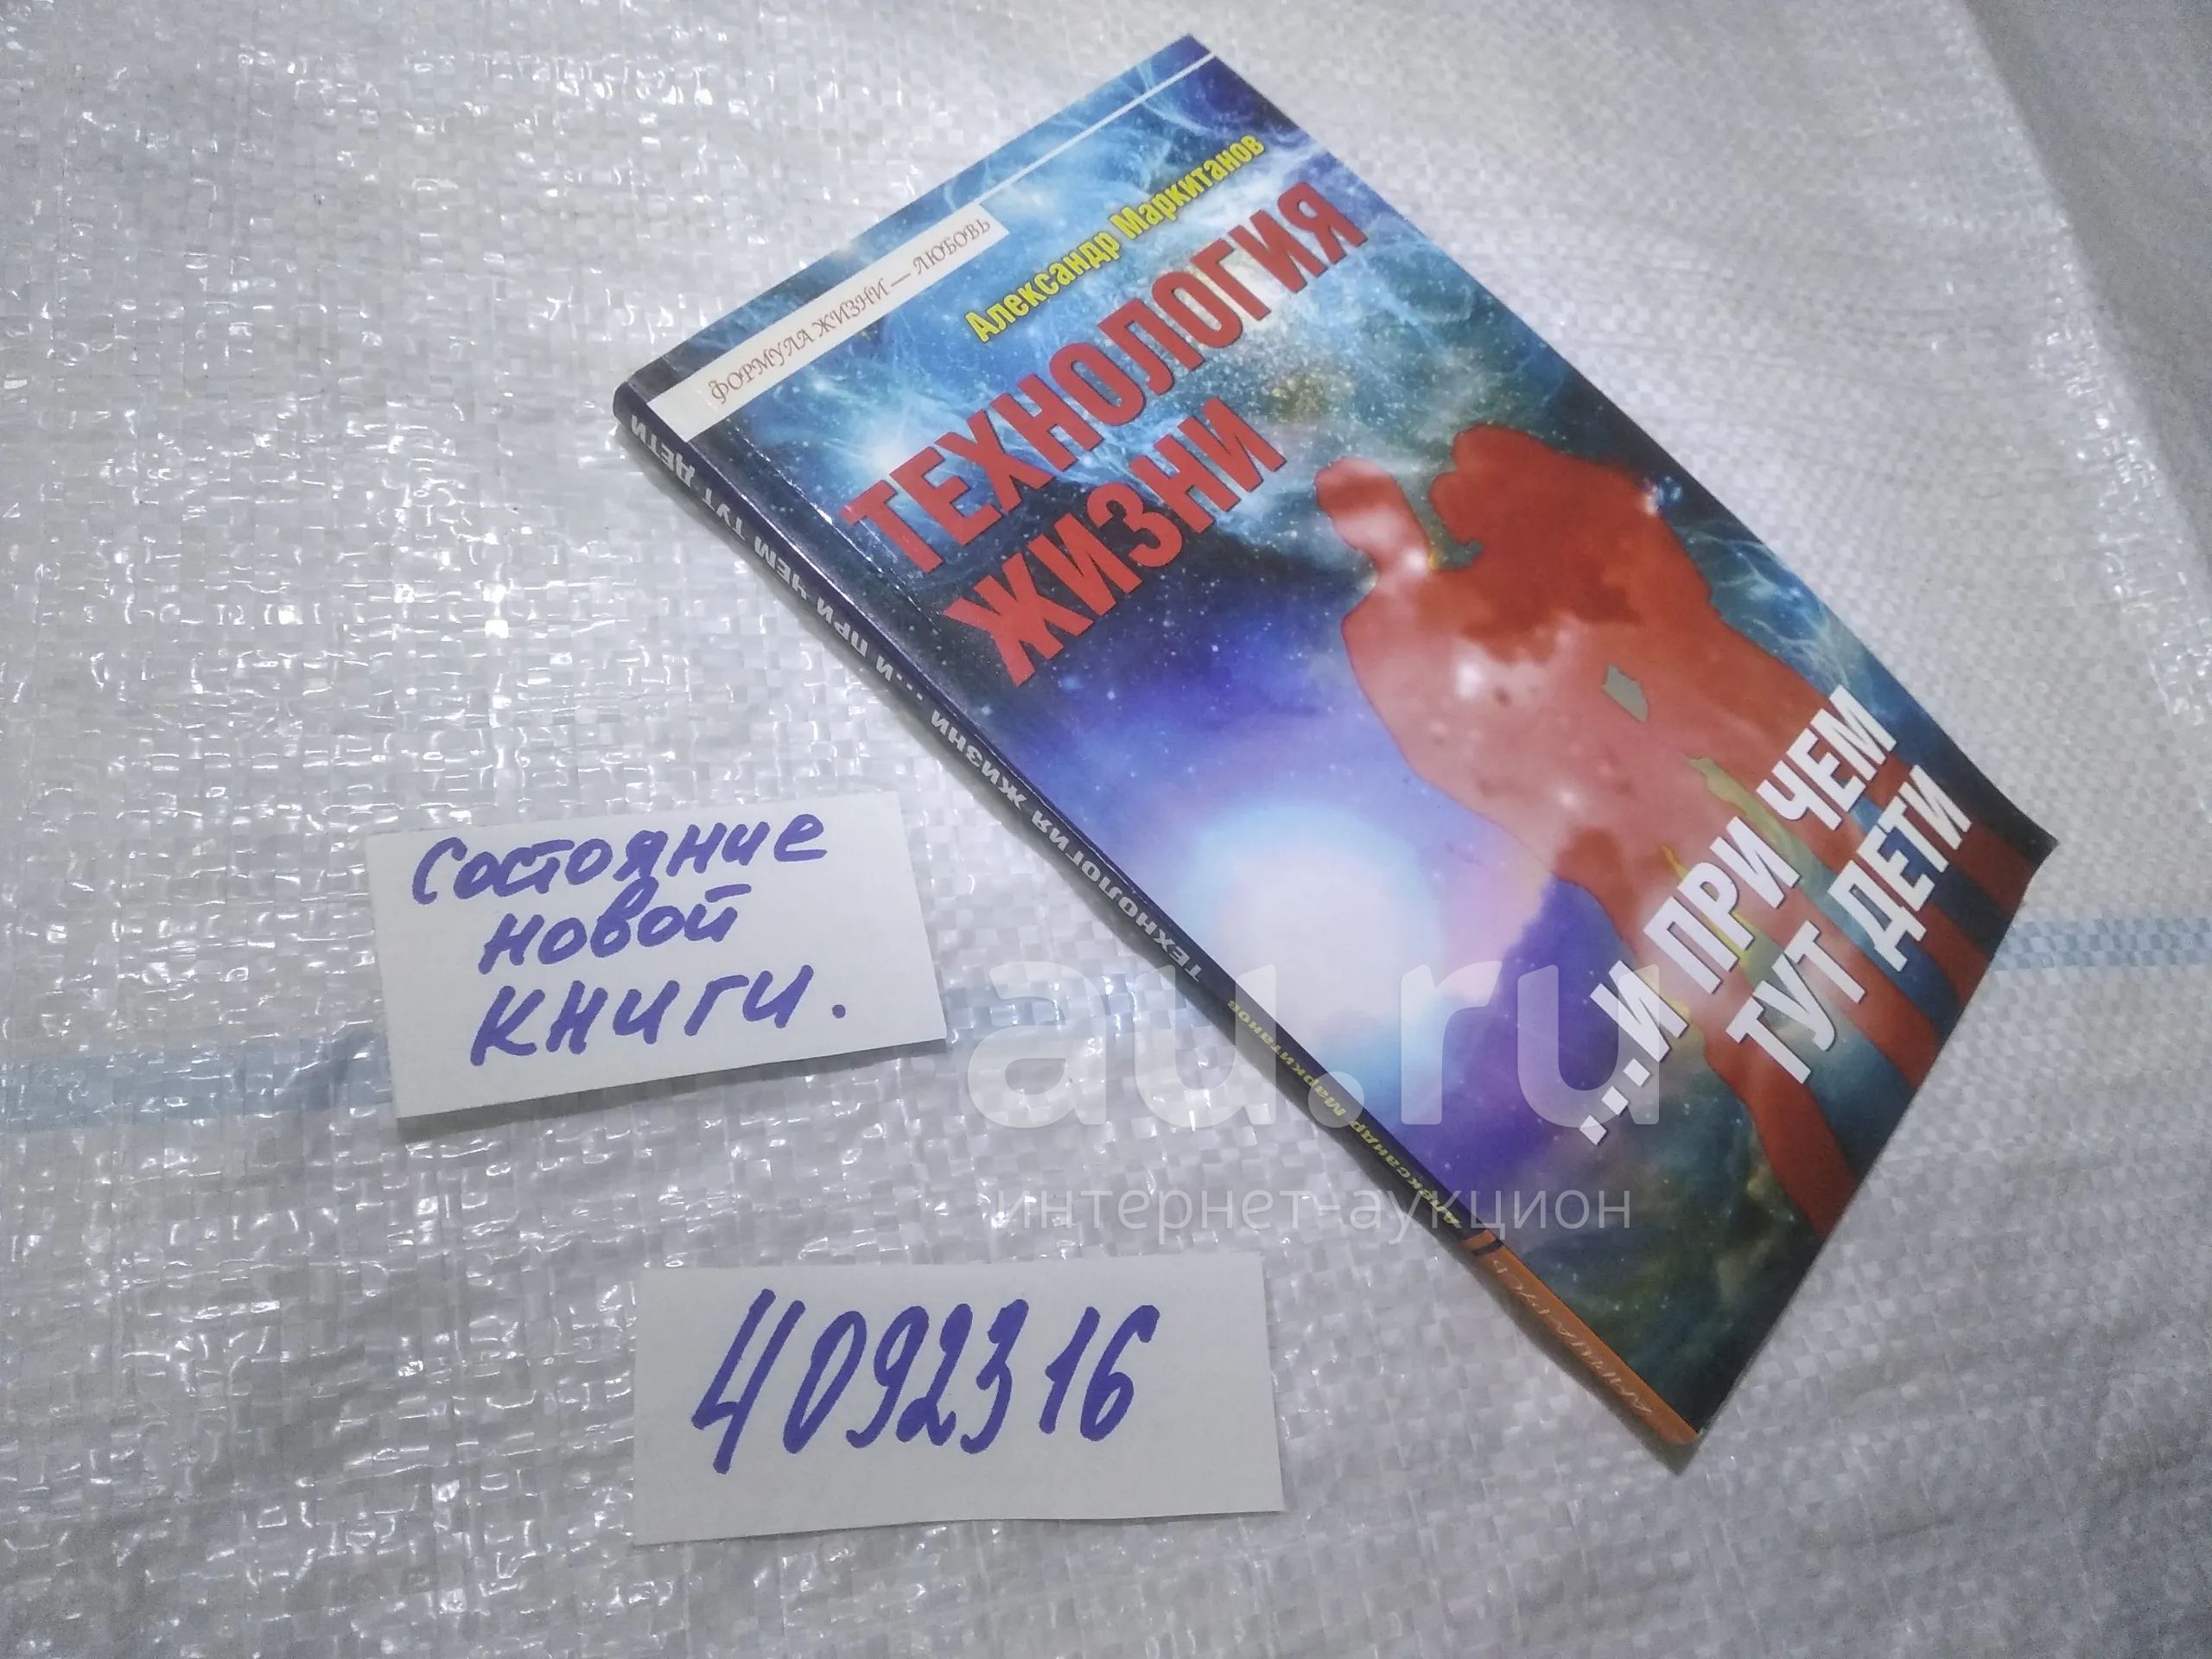 ФОРМУЛА ЖИЗНИ — ЛЮБОВЬ
Александр Маркитанов
ТЕХНОЛОГИЯ
ЖИЗНИ
...И ПРИ ЧЕМ
ТУТ ДЕТИ
Александр Маркитанов ТЕХНОЛОГИЯ ЖИЗНИ ...И ПРИ ЧЕМ ТУТ ДЕТИ
Состояние
новой
книги.
au.ru
интернет-аукцион
4092316